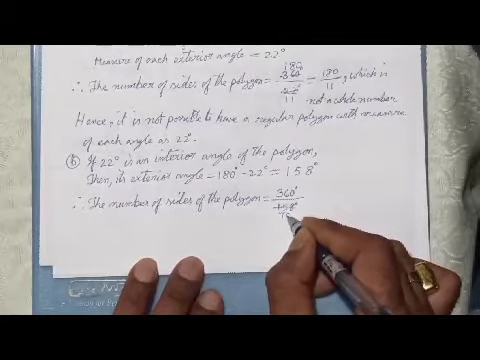 Measure of each exterior angle = 22°
∴ The number of sides of the polygon = 360°/22° = 180/11, which is
180
11
not a whole number
Hence, it is not possible to have a regular polygon with measure
of each angle as 22°.
(b) If 22° is an interior angle of the polygon,
Then, its exterior angle = 180° - 22° = 158°
∴ The number of sides of the polygon = 360°/158°